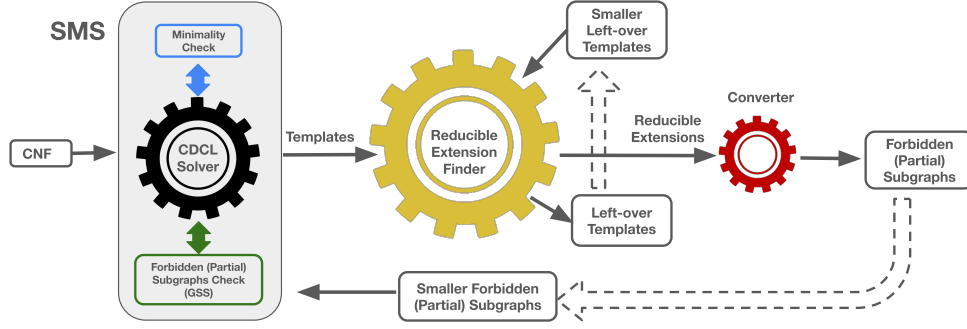 SMS
Minimality
Check
CDCL
Solver
Forbidden (Partial)
Subgraphs Check
(GSS)
CNF
Templates
Reducible
Extension
Finder
Smaller
Left-over
Templates
Left-over
Templates
Reducible
Extensions
Converter
Forbidden
(Partial)
Subgraphs
Smaller Forbidden
(Partial) Subgraphs